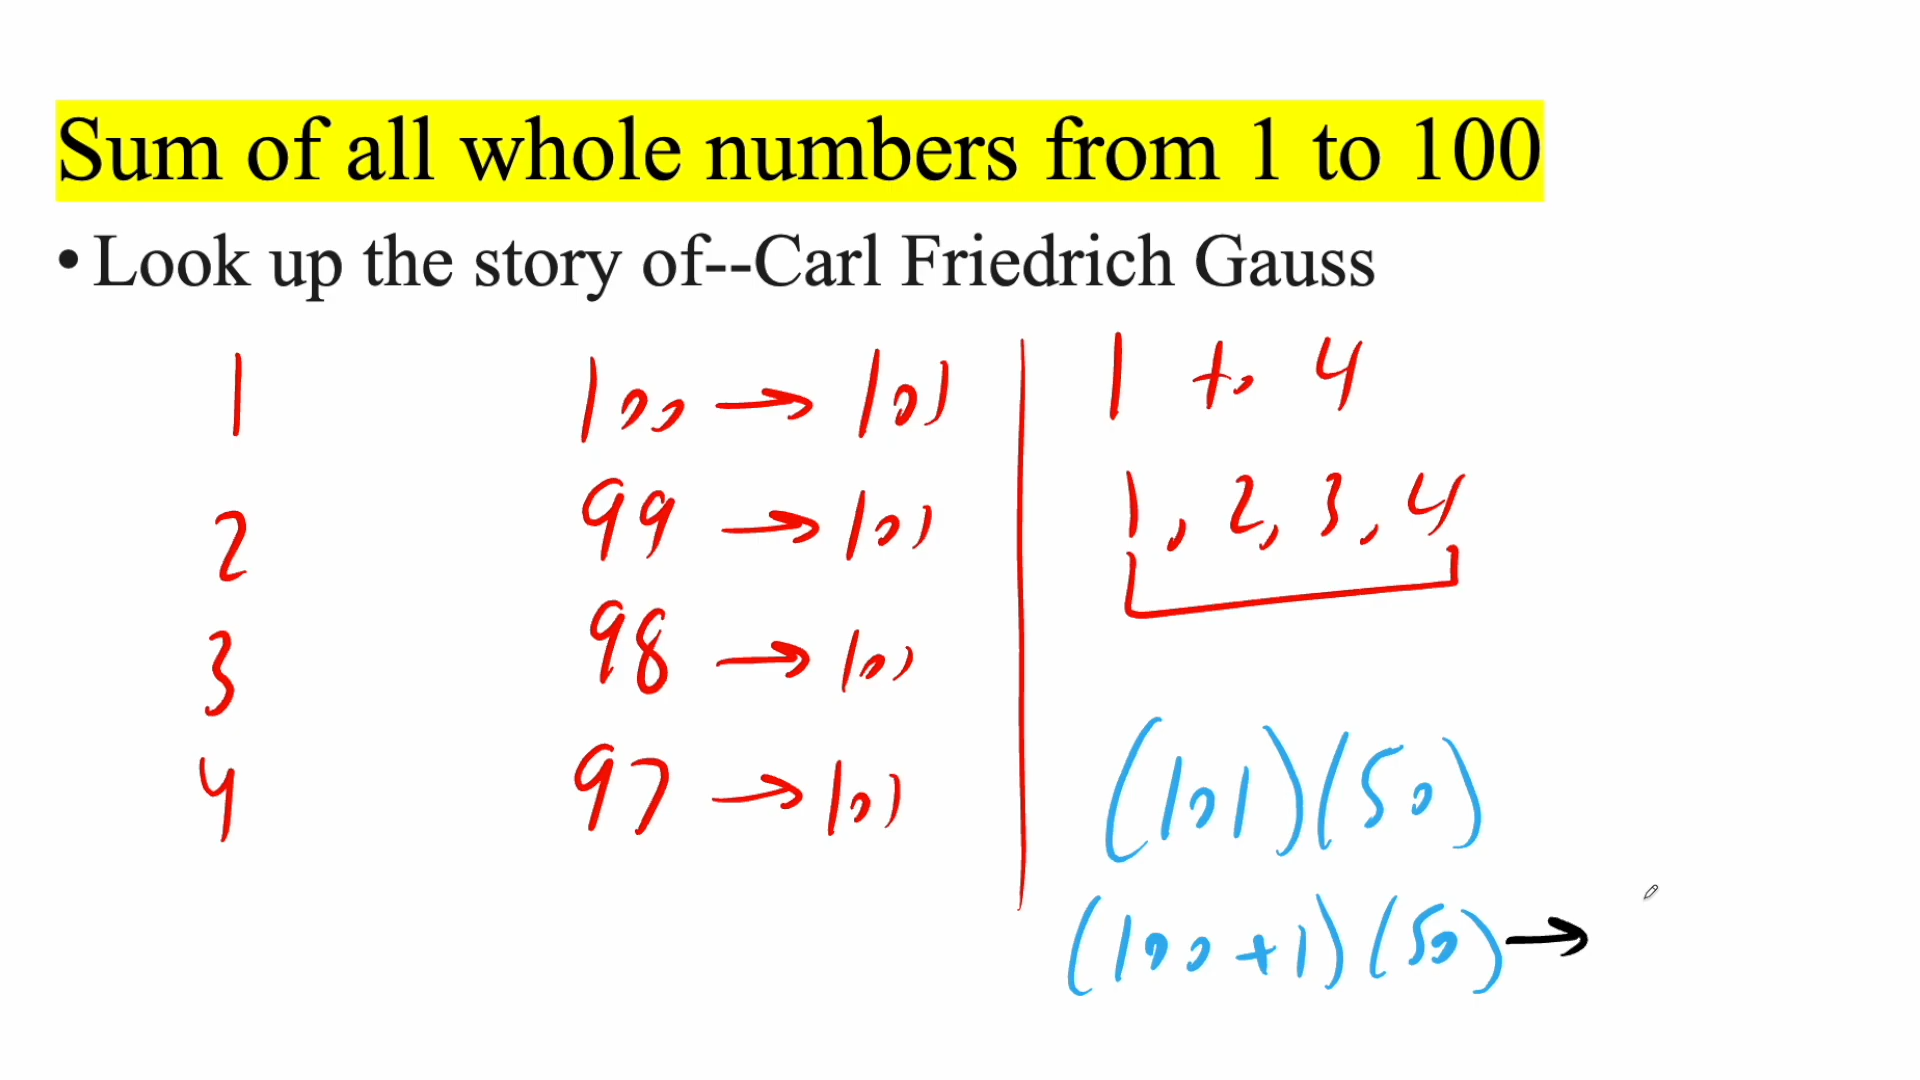 Sum of all whole numbers from 1 to 100
• Look up the story of--Carl Friedrich Gauss
1 100 → 101
2 99 → 101
3 98 → 101
4 97 → 101
1 to 4
1, 2, 3, 4
(101)(50)
(100+1)(50) →